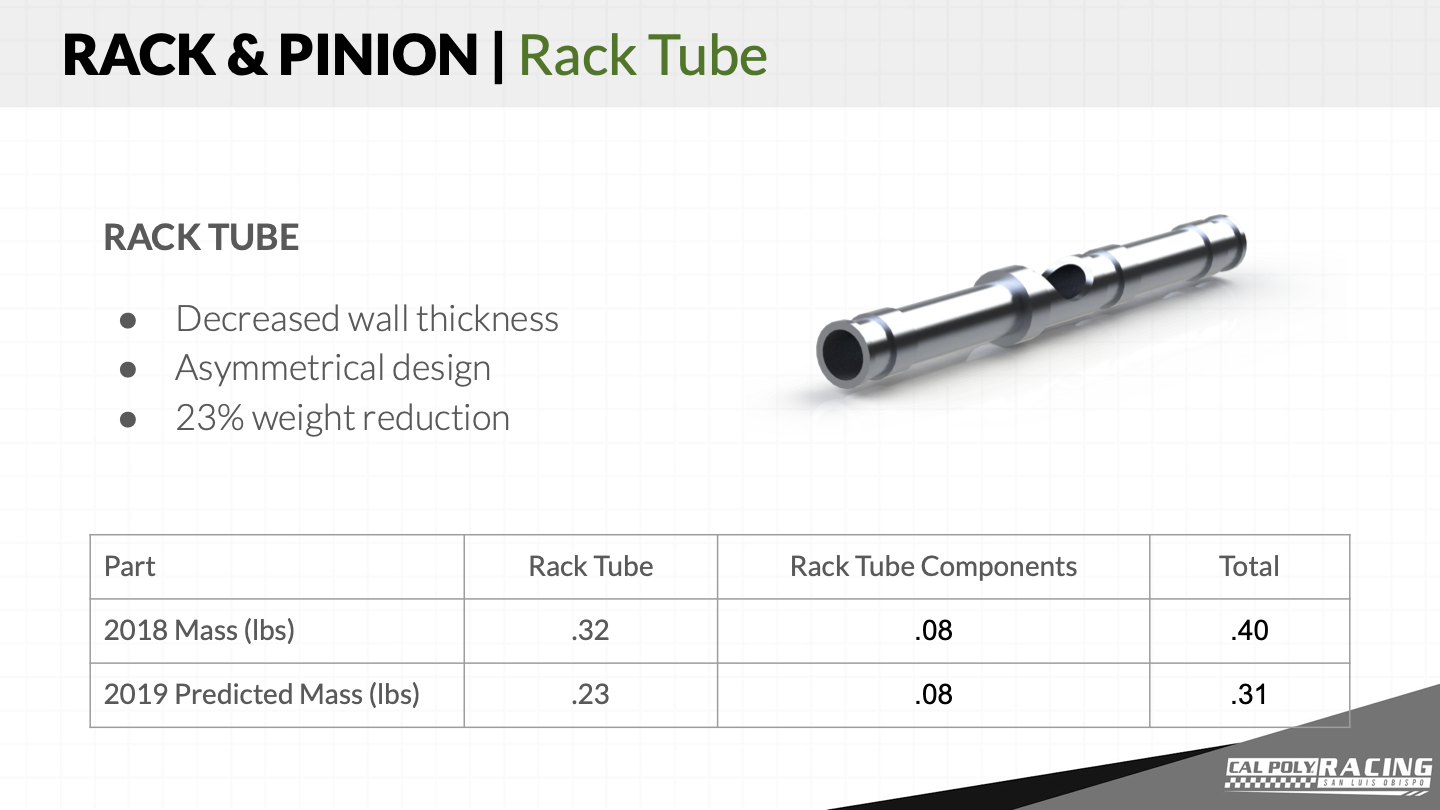 RACK & PINION | Rack Tube
RACK TUBE
● Decreased wall thickness
● Asymmetrical design
● 23% weight reduction
Part Rack Tube Rack Tube Components Total
2018 Mass (lbs) .32 .08 .40
2019 Predicted Mass (lbs) .23 .08 .31
CAL POLY RACING
SAN LUIS OBISPO